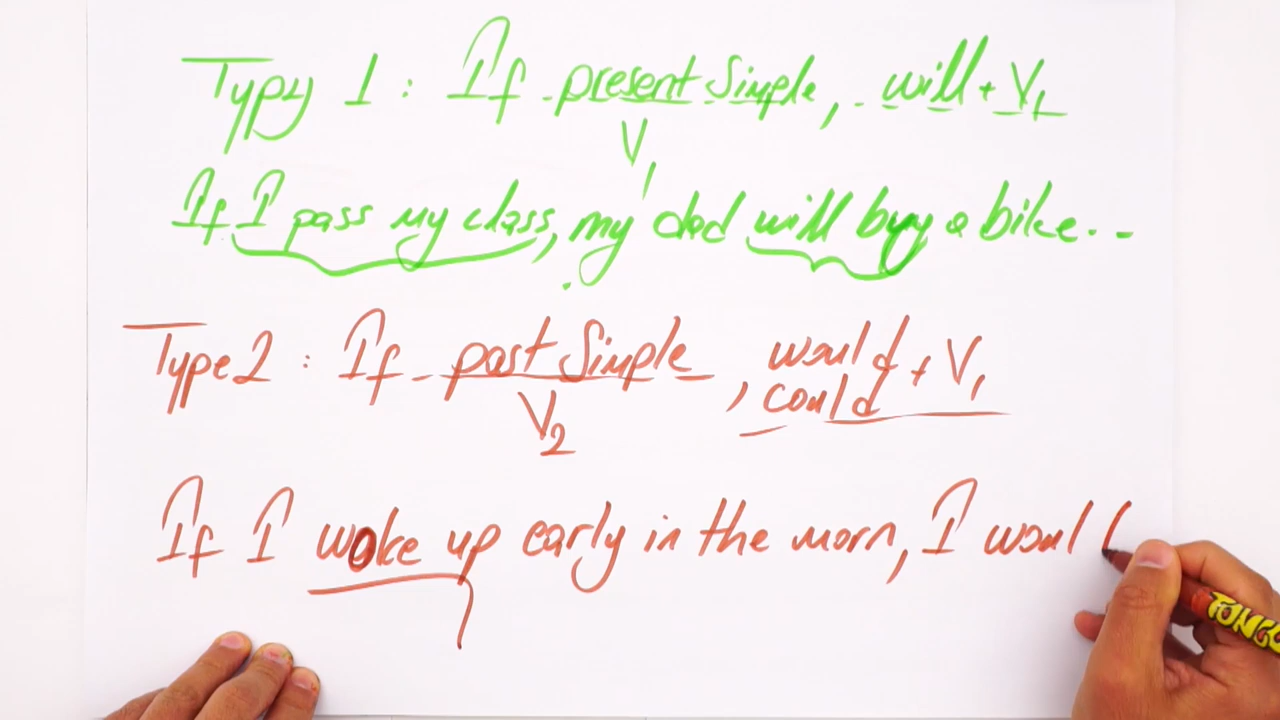 Typy 1 : If present Simple, will + V1
V1
If I pass my class, my dad will buy a bike...
Type 2 : If past Simple, would + V1
could
V2
If I woke up early in the morn, I would